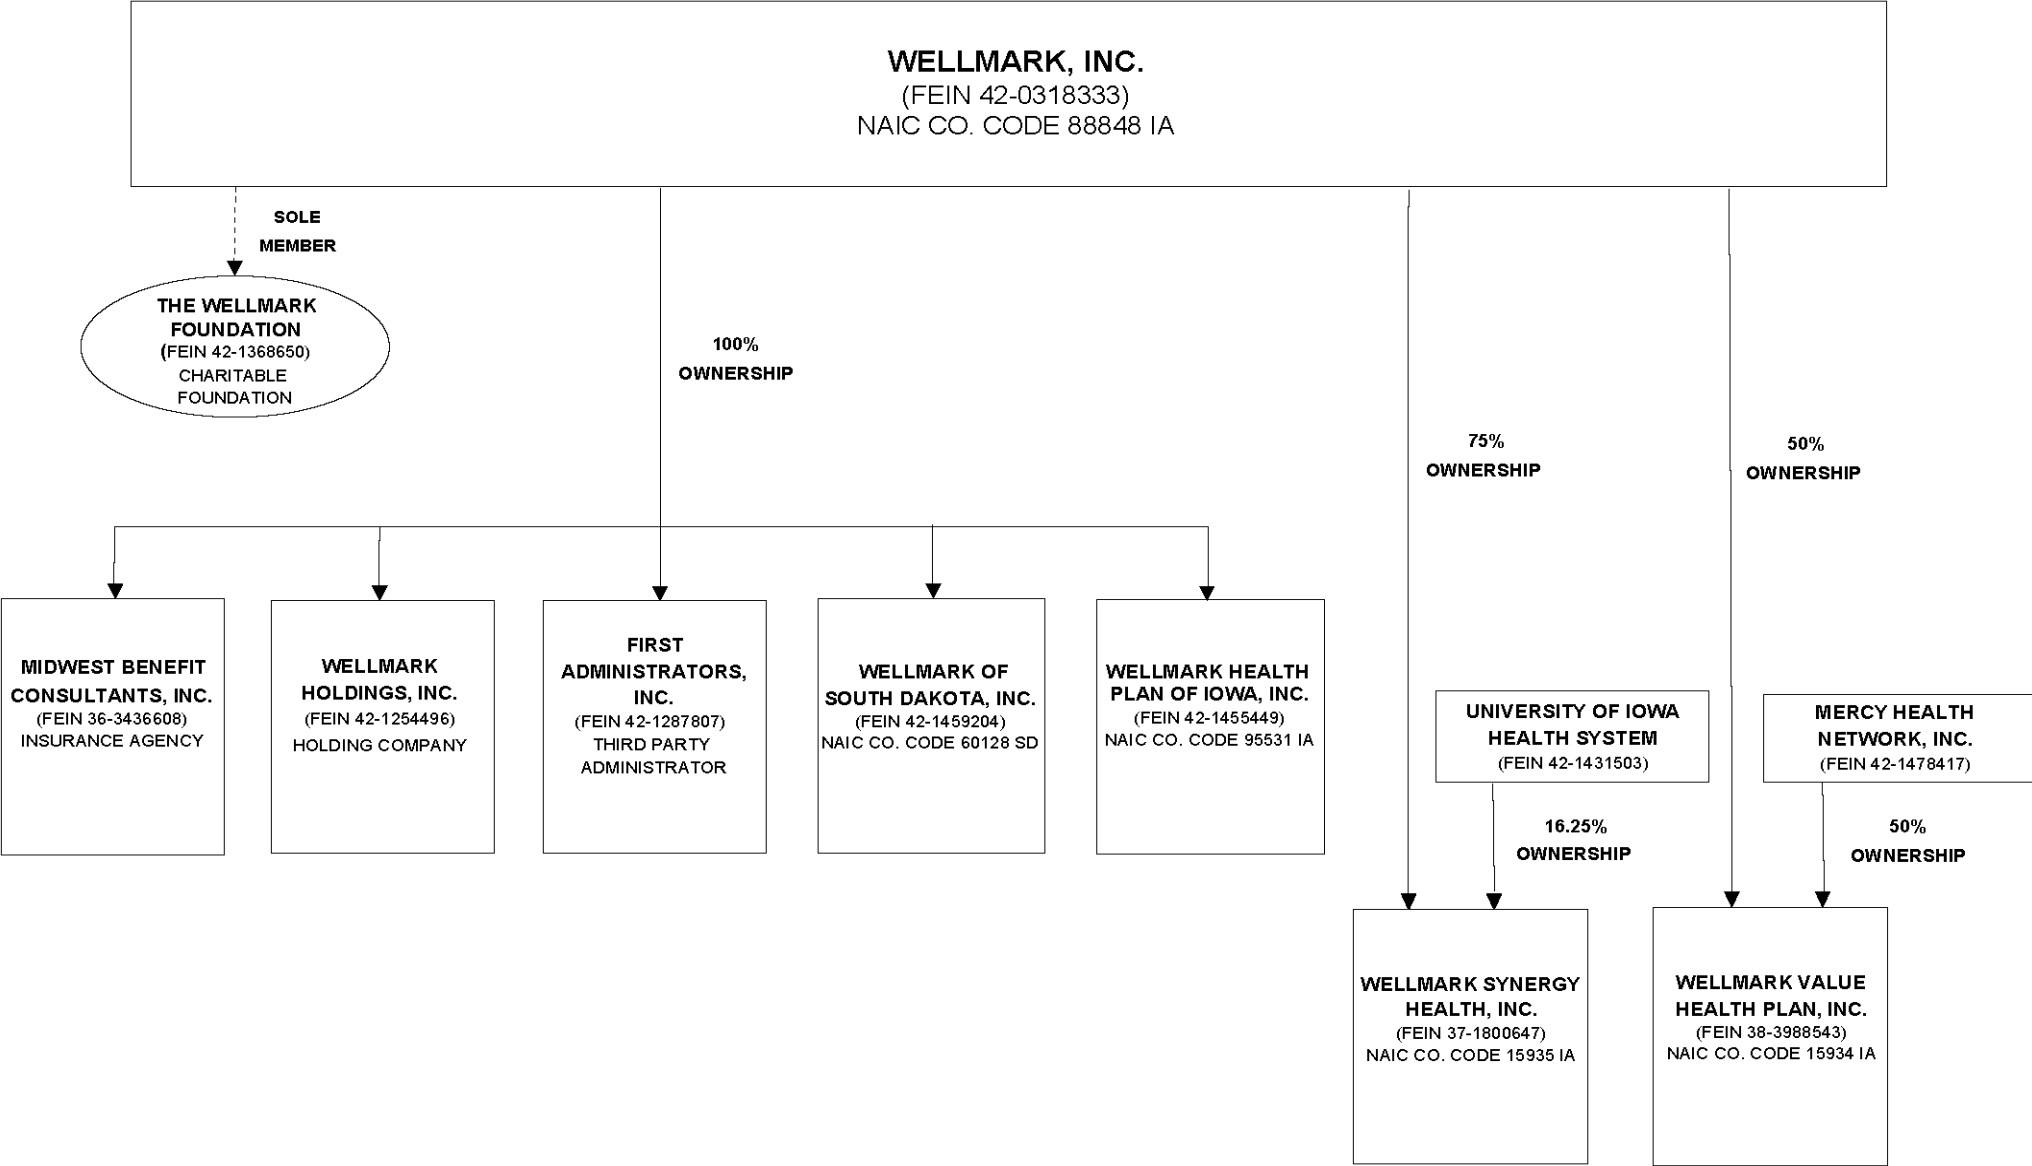 WELLMARK, INC.
(FEIN 42-0318333)
NAIC CO. CODE 88848 IA
SOLE
MEMBER
THE WELLMARK
FOUNDATION
(FEIN 42-1368650)
CHARITABLE
FOUNDATION
100%
OWNERSHIP
75%
OWNERSHIP
50%
OWNERSHIP
MIDWEST BENEFIT
CONSULTANTS, INC.
(FEIN 36-3436608)
INSURANCE AGENCY
WELLMARK
HOLDINGS, INC.
(FEIN 42-1254496)
HOLDING COMPANY
FIRST
ADMINISTRATORS,
INC.
(FEIN 42-1287807)
THIRD PARTY
ADMINISTRATOR
WELLMARK OF
SOUTH DAKOTA, INC.
(FEIN 42-1459204)
NAIC CO. CODE 60128 SD
WELLMARK HEALTH
PLAN OF IOWA, INC.
(FEIN 42-1455449)
NAIC CO. CODE 95531 IA
UNIVERSITY OF IOWA
HEALTH SYSTEM
(FEIN 42-1431503)
MERCY HEALTH
NETWORK, INC.
(FEIN 42-1478417)
16.25%
OWNERSHIP
50%
OWNERSHIP
WELLMARK SYNERGY
HEALTH, INC.
(FEIN 37-1800647)
NAIC CO. CODE 15935 IA
WELLMARK VALUE
HEALTH PLAN, INC.
(FEIN 38-3988543)
NAIC CO. CODE 15934 IA